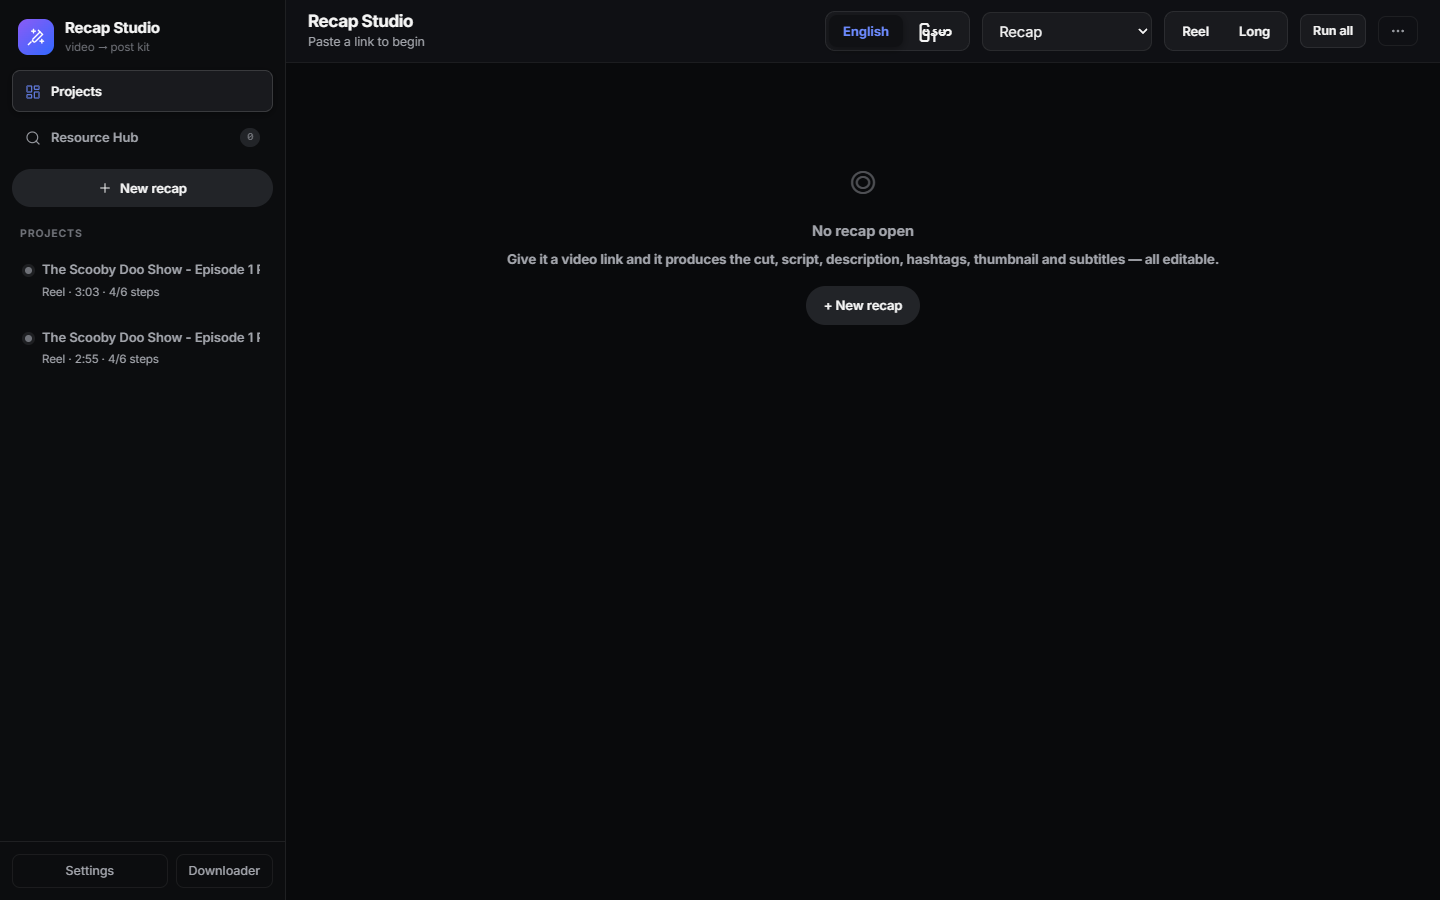 Recap Studio
video → post kit
Projects
Resource Hub
0
+ New recap
PROJECTS
The Scooby Doo Show - Episode 1
Reel · 3:03 · 4/6 steps
The Scooby Doo Show - Episode 1
Reel · 2:55 · 4/6 steps
Settings
Downloader
Recap Studio
Paste a link to begin
English
မြန်မာ
Recap
Reel
Long
Run all
...
No recap open
Give it a video link and it produces the cut, script, description, hashtags, thumbnail and subtitles — all editable.
+ New recap